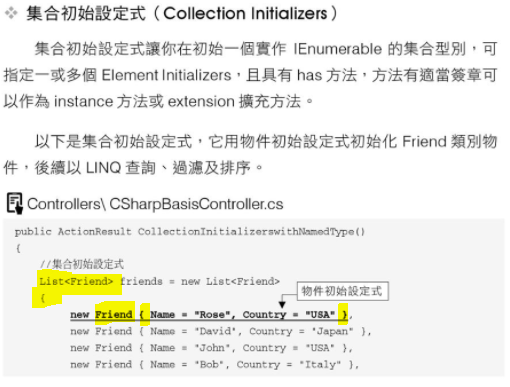 ❖ 集合初始設定式（Collection Initializers）
集合初始設定式讓你在初始一個實作 IEnumerable 的集合型別，可
指定一或多個 Element Initializers，且具有 has 方法，方法有適當簽章可
以作為 instance 方法或 extension 擴充方法。
以下是集合初始設定式，它用物件初始設定式初始化 Friend 類別物
件，後續以 LINQ 查詢、過濾及排序。
Controllers\ CSharpBasisController.cs
public ActionResult CollectionInitializerswithNamedType()
{
//集合初始設定式
List<Friend> friends = new List<Friend>
物件初始設定式
{
new Friend { Name = "Rose", Country = "USA" },
new Friend { Name = "David", Country = "Japan" },
new Friend { Name = "John", Country = "USA" },
new Friend { Name = "Bob", Country = "Italy" },